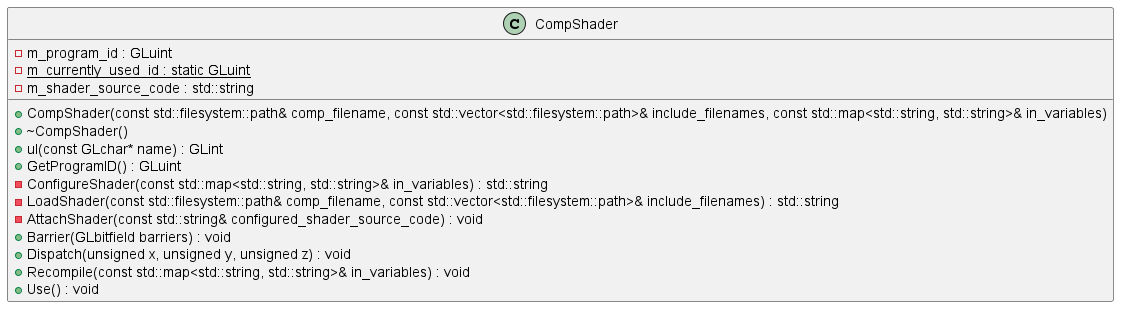 C CompShader
m_program_id : GLuint
m_currently_used_id : static GLuint
m_shader_source_code : std::string
CompShader(const std::filesystem::path& comp_filename, const std::vector<std::filesystem::path>& include_filenames, const std::map<std::string, std::string>& in_variables)
~CompShader()
ul(const GLchar* name) : GLint
GetProgramID() : GLuint
ConfigureShader(const std::map<std::string, std::string>& in_variables) : std::string
LoadShader(const std::filesystem::path& comp_filename, const std::vector<std::filesystem::path>& include_filenames) : std::string
AttachShader(const std::string& configured_shader_source_code) : void
Barrier(GLbitfield barriers) : void
Dispatch(unsigned x, unsigned y, unsigned z) : void
Recompile(const std::map<std::string, std::string>& in_variables) : void
Use() : void